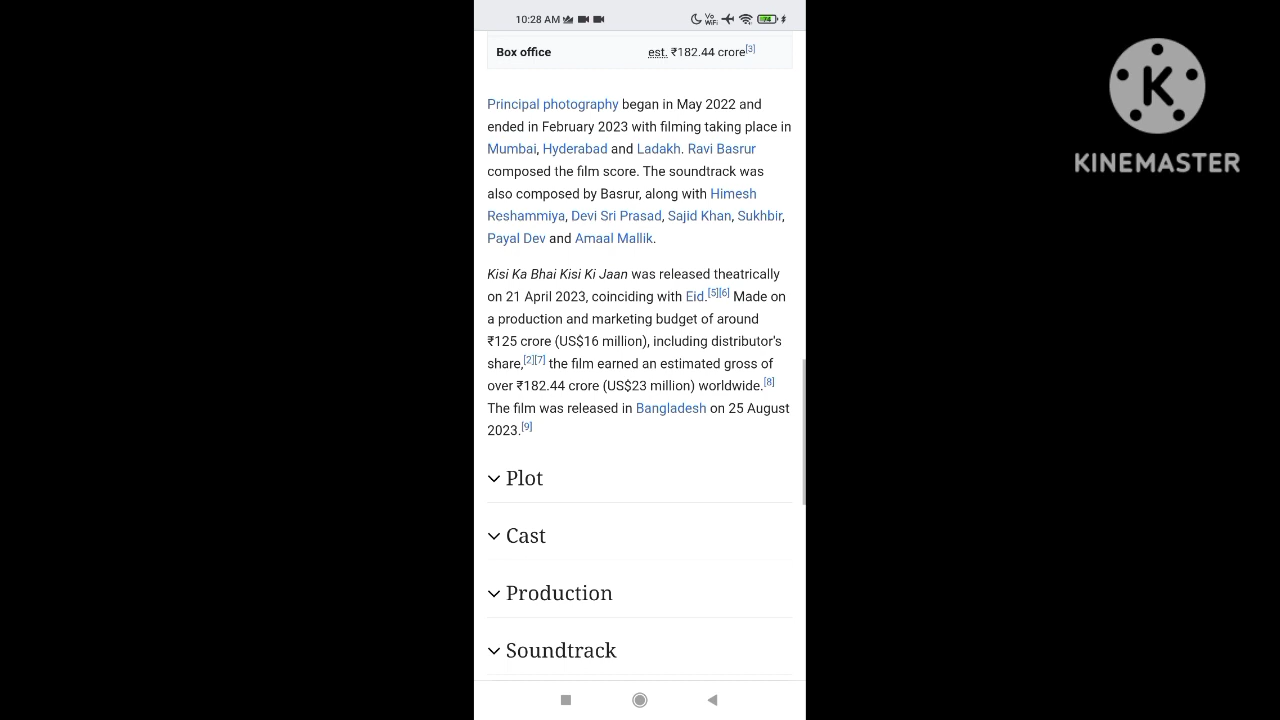 10:28 AM
Vo WiFi
74
K
KINEMASTER
Box office est. ₹182.44 crore[3]
Principal photography began in May 2022 and
ended in February 2023 with filming taking place in
Mumbai, Hyderabad and Ladakh. Ravi Basrur
composed the film score. The soundtrack was
also composed by Basrur, along with Himesh
Reshammiya, Devi Sri Prasad, Sajid Khan, Sukhbir,
Payal Dev and Amaal Mallik.
Kisi Ka Bhai Kisi Ki Jaan was released theatrically
on 21 April 2023, coinciding with Eid.[5][6] Made on
a production and marketing budget of around
₹125 crore (US$16 million), including distributor's
share,[2][7] the film earned an estimated gross of
over ₹182.44 crore (US$23 million) worldwide.[8]
The film was released in Bangladesh on 25 August
2023.[9]
Plot
Cast
Production
Soundtrack